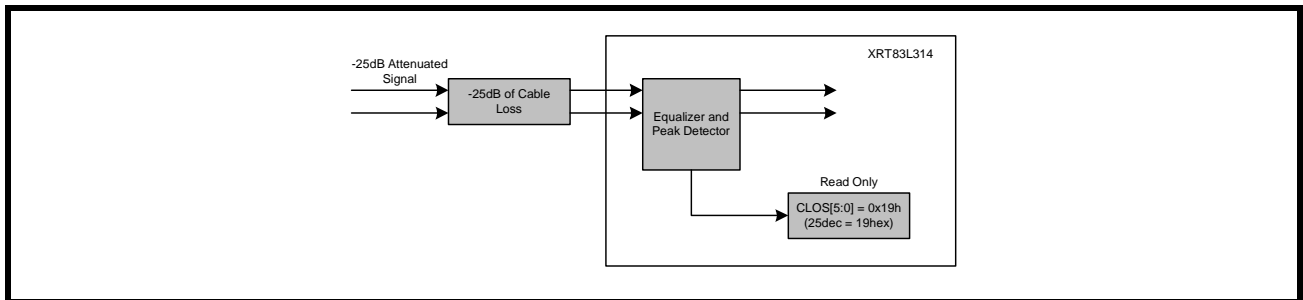 XRT83L314
-25dB Attenuated
Signal
-25dB of Cable
Loss
Equalizer and
Peak Detector
Read Only
CLOS[5:0] = 0x19h
(25dec = 19hex)